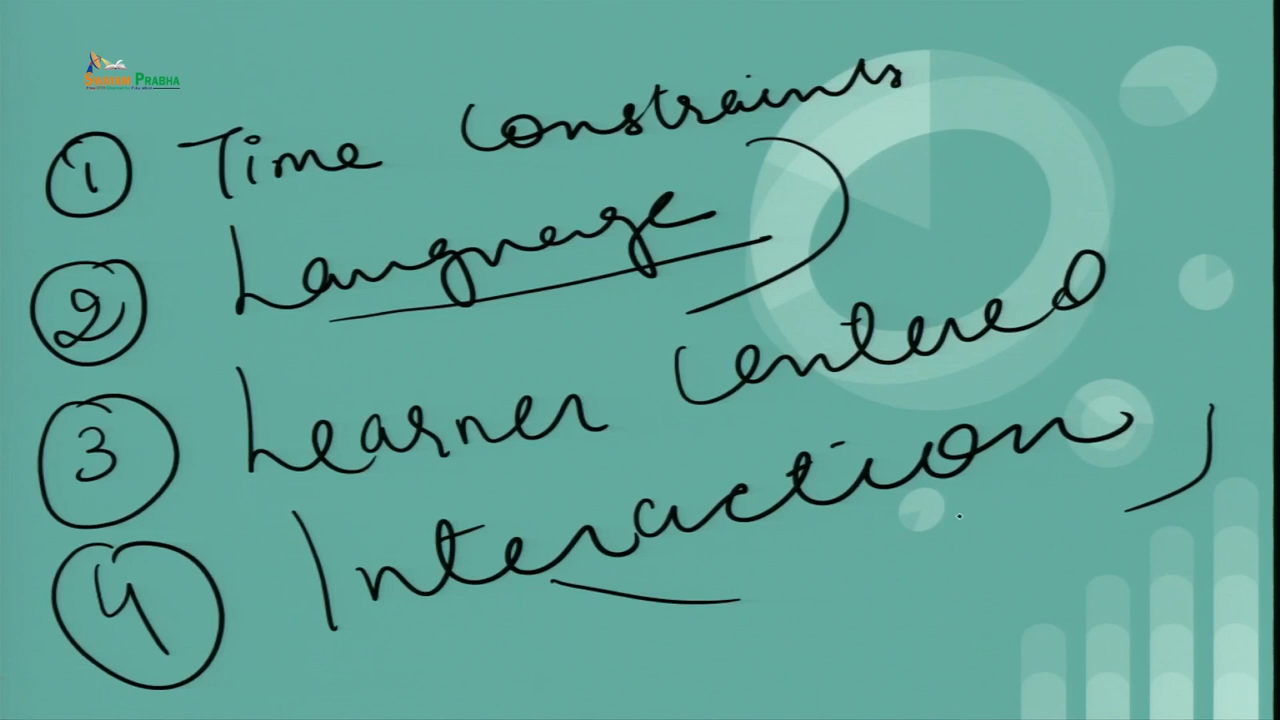 SWAYAM PRABHA
① Time Constraints
② Language
③ Learner Centered
④ Interaction